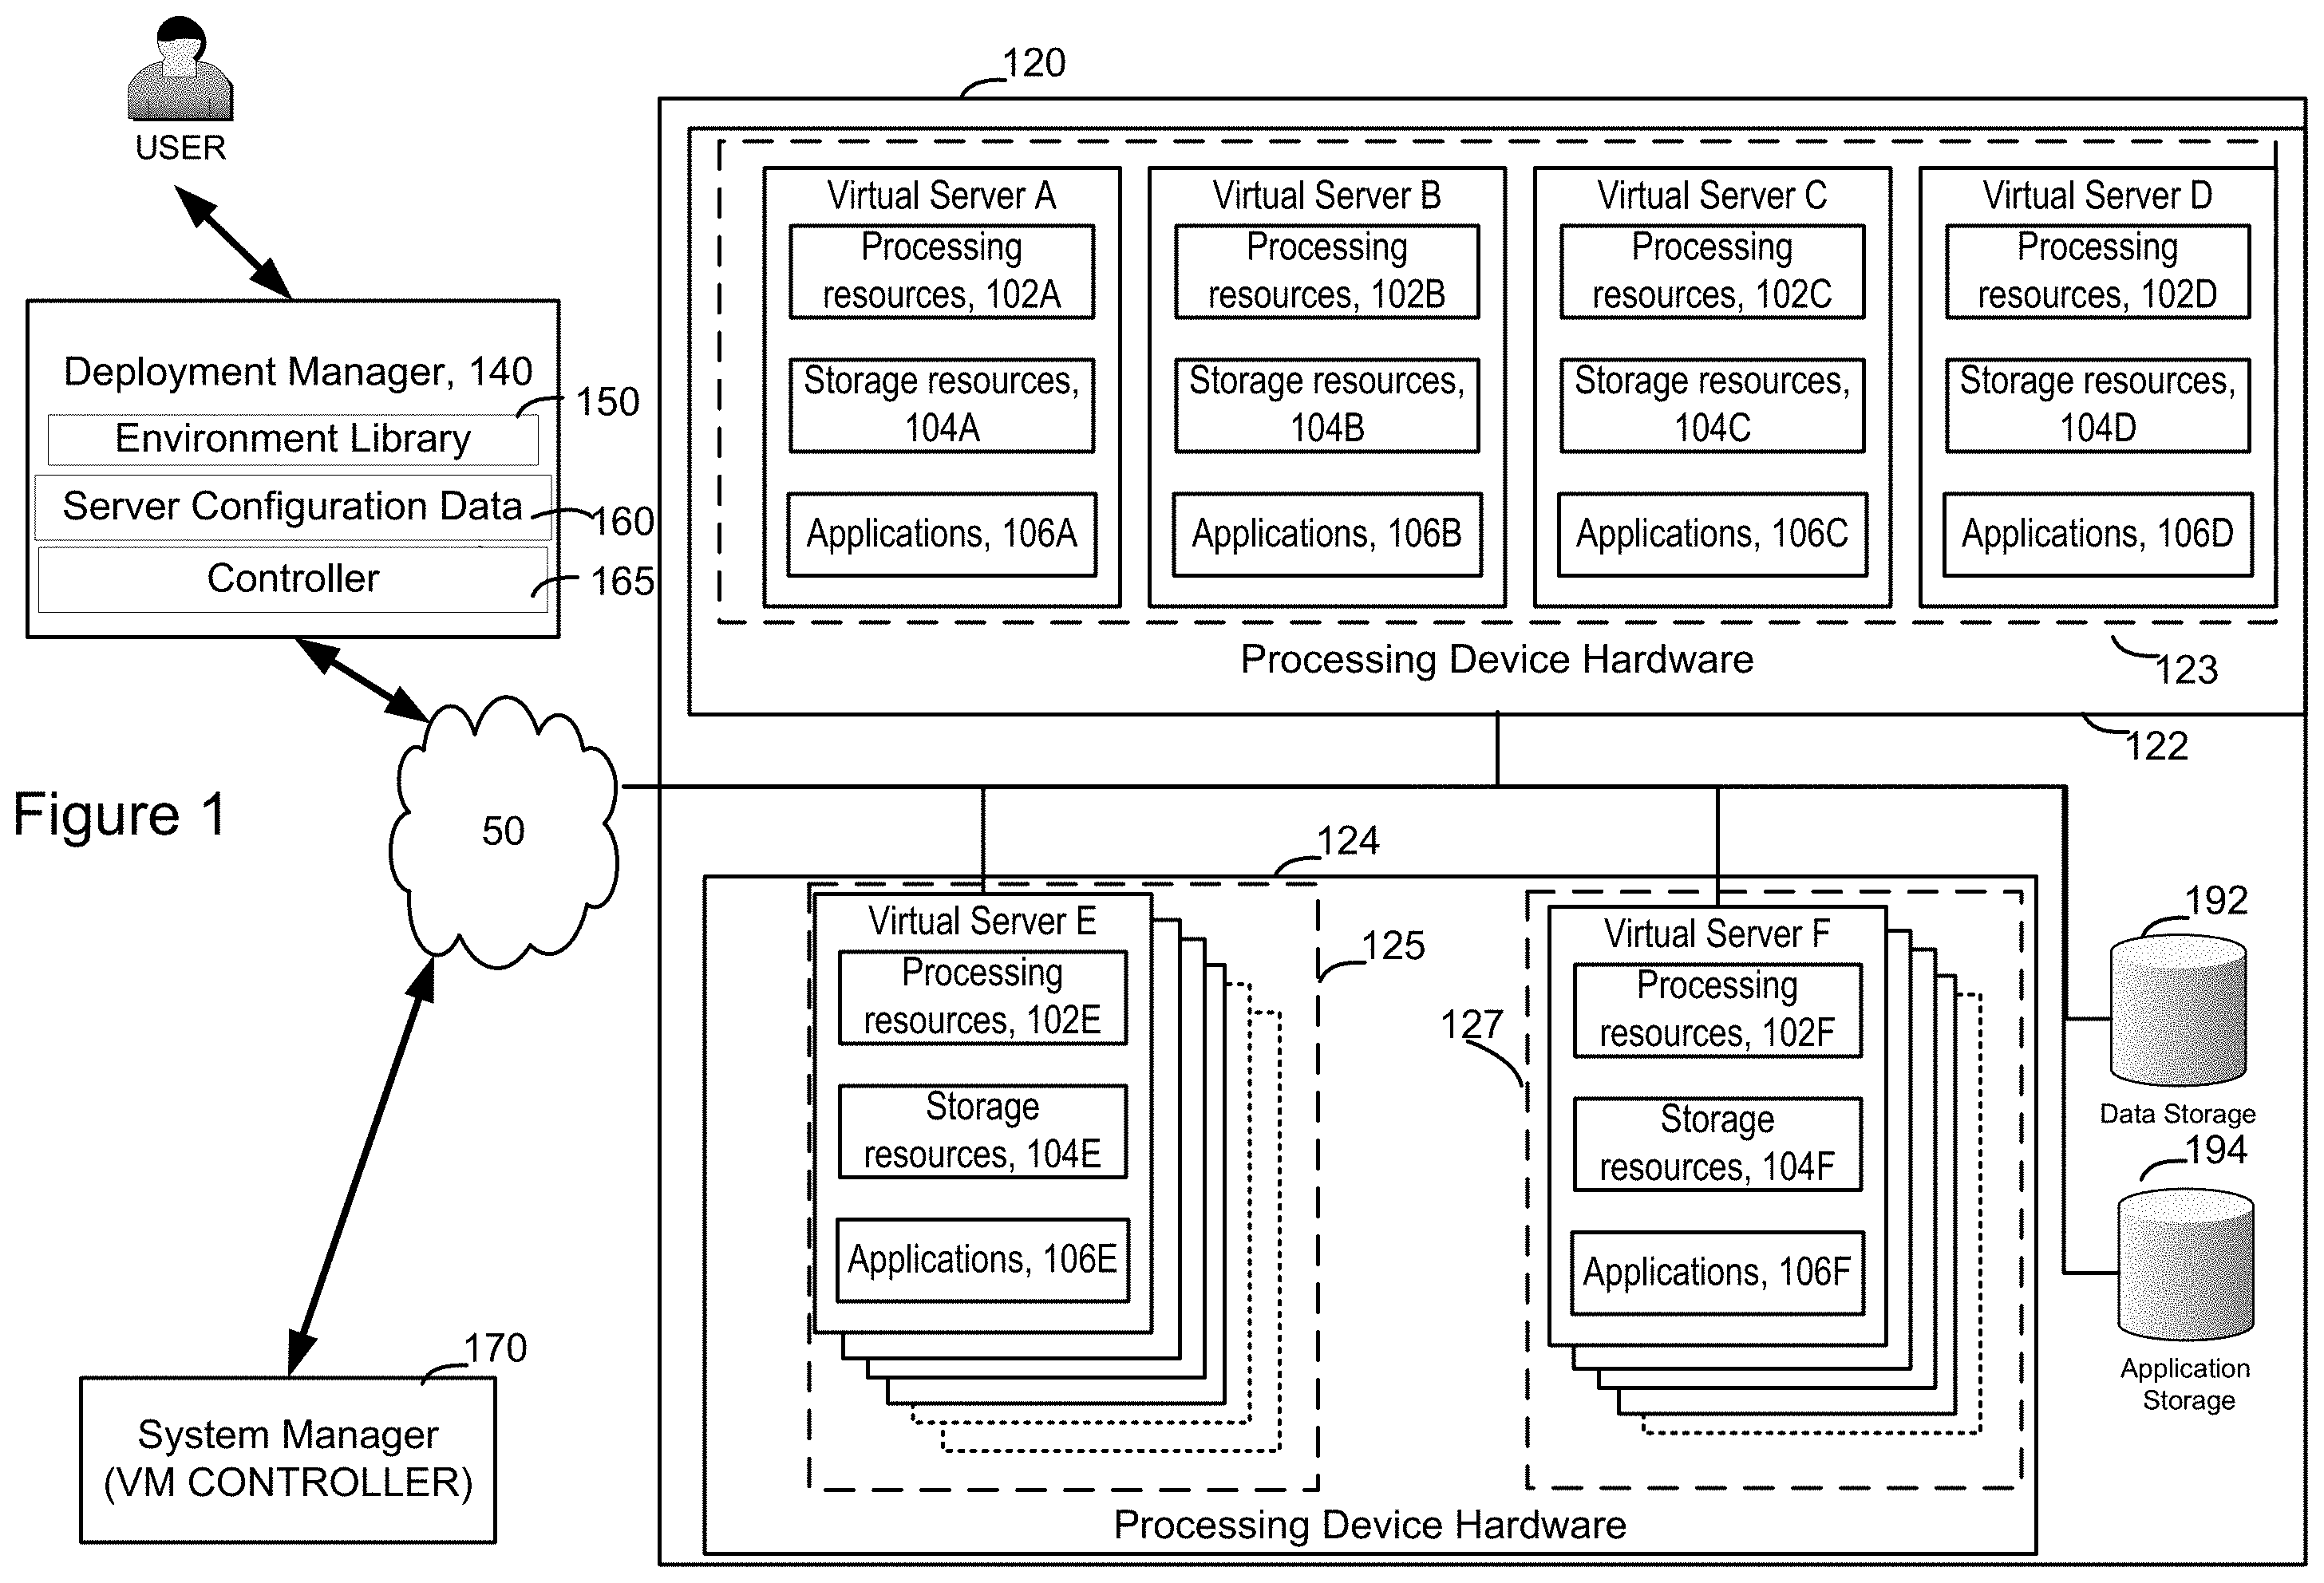 USER
120
Virtual Server A
Processing
resources, 102A
Storage resources,
104A
Applications, 106A
Virtual Server B
Processing
resources, 102B
Storage resources,
104B
Applications, 106B
Virtual Server C
Processing
resources, 102C
Storage resources,
104C
Applications, 106C
Virtual Server D
Processing
resources, 102D
Storage resources,
104D
Applications, 106D
Processing Device Hardware
123
122
Deployment Manager, 140
150
Environment Library
Server Configuration Data
160
Controller
165
Figure 1
50
124
Virtual Server E
Processing
resources, 102E
Storage
resources, 104E
Applications, 106E
125
127
Virtual Server F
Processing
resources, 102F
Storage
resources, 104F
Applications, 106F
Processing Device Hardware
192
Data Storage
194
Application
Storage
170
System Manager
(VM CONTROLLER)